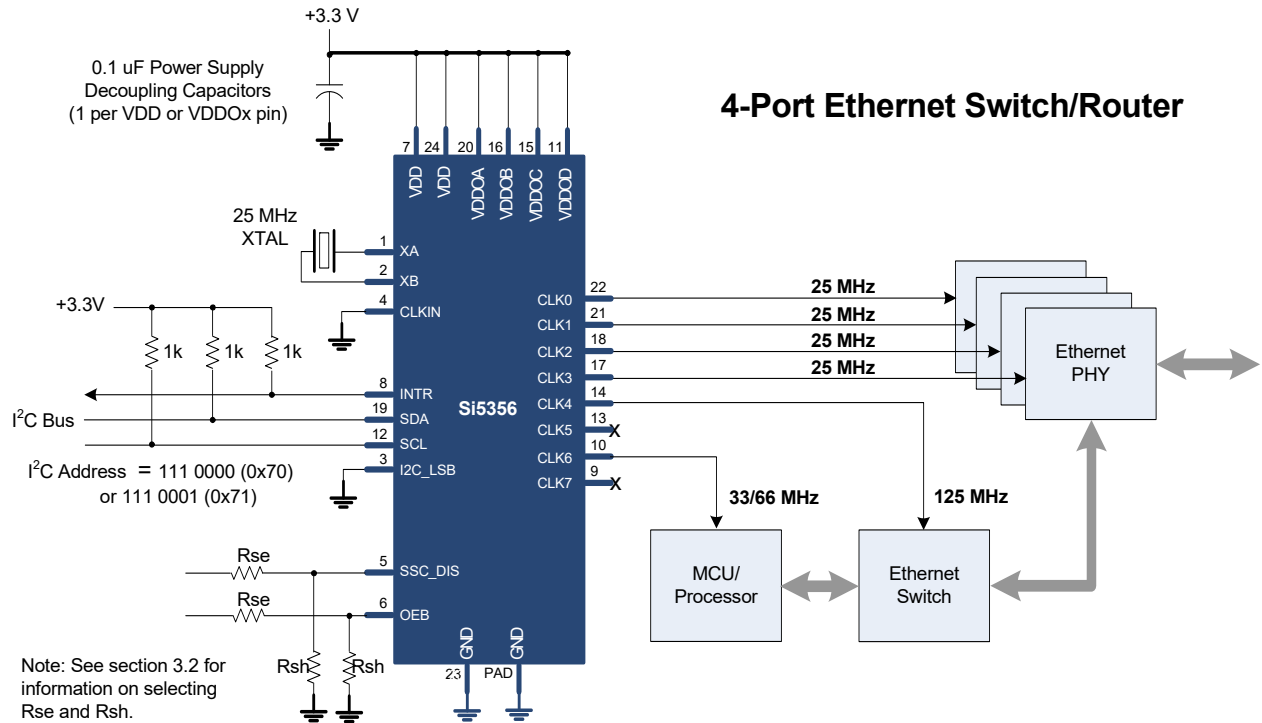 +3.3 V
0.1 uF Power Supply
Decoupling Capacitors
(1 per VDD or VDDOx pin)
4-Port Ethernet Switch/Router
7
24
20
16
15
11
VDD
VDD
VDDOA
VDDOB
VDDOC
VDDOD
25 MHz
XTAL
1
XA
2
XB
4
CLKIN
+3.3V
1k
1k
1k
8
INTR
I²C Bus
19
SDA
12
SCL
3
I2C_LSB
I²C Address = 111 0000 (0x70)
or 111 0001 (0x71)
Si5356
22
CLK0
25 MHz
21
CLK1
25 MHz
18
CLK2
25 MHz
17
CLK3
25 MHz
14
CLK4
13
CLK5
X
10
CLK6
9
CLK7
X
Ethernet
PHY
33/66 MHz
125 MHz
MCU/
Processor
Ethernet
Switch
Rse
5
SSC_DIS
Rse
6
OEB
Rsh
Rsh
GND
GND
23
PAD
Note: See section 3.2 for
information on selecting
Rse and Rsh.